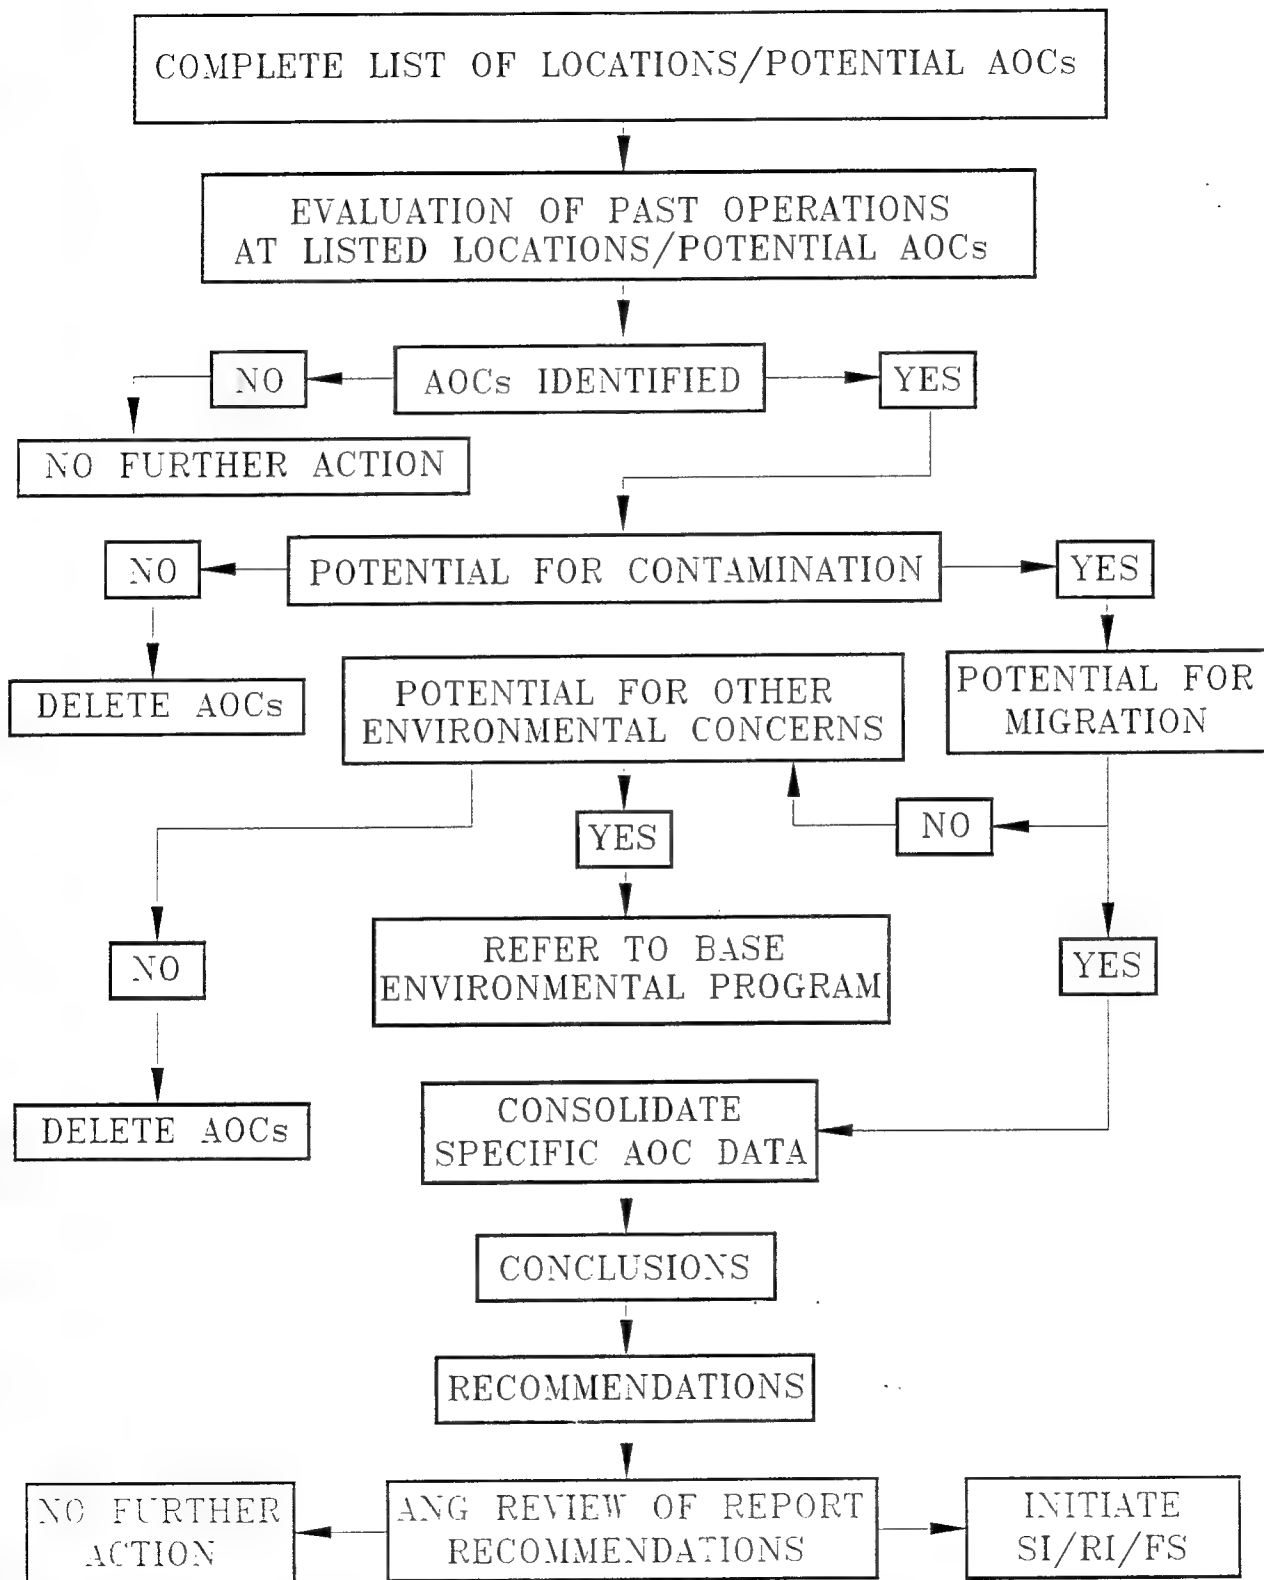 COMPLETE LIST OF LOCATIONS/POTENTIAL AOCs
EVALUATION OF PAST OPERATIONS
AT LISTED LOCATIONS/POTENTIAL AOCs
NO
AOCs IDENTIFIED
YES
NO FURTHER ACTION
NO
POTENTIAL FOR CONTAMINATION
YES
DELETE AOCs
POTENTIAL FOR OTHER
ENVIRONMENTAL CONCERNS
POTENTIAL FOR
MIGRATION
YES
NO
NO
REFER TO BASE
ENVIRONMENTAL PROGRAM
YES
DELETE AOCs
CONSOLIDATE
SPECIFIC AOC DATA
CONCLUSIONS
RECOMMENDATIONS
NO FURTHER
ACTION
ANG REVIEW OF REPORT
RECOMMENDATIONS
INITIATE
SI/RI/FS